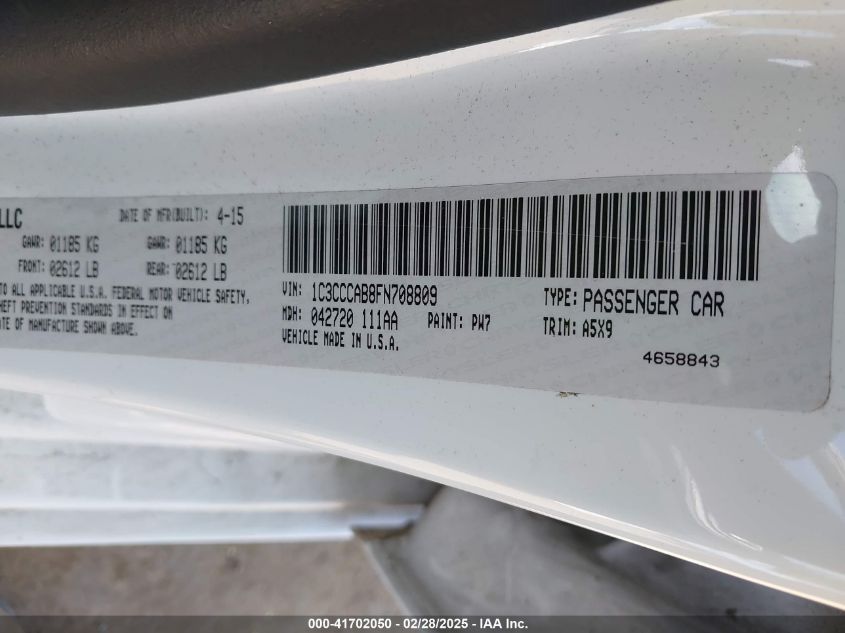 LLC
DATE OF MFR(BUILT): 4-15
GAWR: 01185 KG GAWR: 01185 KG
FRONT: 02612 LB REAR: 02612 LB
TO ALL APPLICABLE U.S.A. FEDERAL MOTOR VEHICLE SAFETY,
THEFT PREVENTION STANDARDS IN EFFECT ON
DATE OF MANUFACTURE SHOWN ABOVE.
VIN: 1C3CCCAB8FN708809 TYPE: PASSENGER CAR
MDH: 042720 111AA PAINT: PW7 TRIM: A5X9
VEHICLE MADE IN U.S.A.
4658843
000-41702050 - 02/28/2025 - IAA Inc.